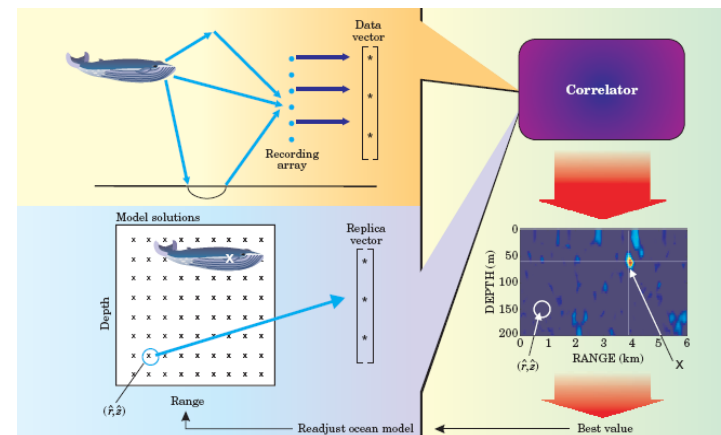 Data
vector
*
*
*
Recording
array
Correlator
Model solutions
x x x x x x x x x
X
Depth
Range
(r̂,ẑ)
Replica
vector
*
*
*
DEPTH (m)
0
50
100
150
200
0 1 2 3 4 5 6
RANGE (km)
(r̂,ẑ)
X
Readjust ocean model
Best value